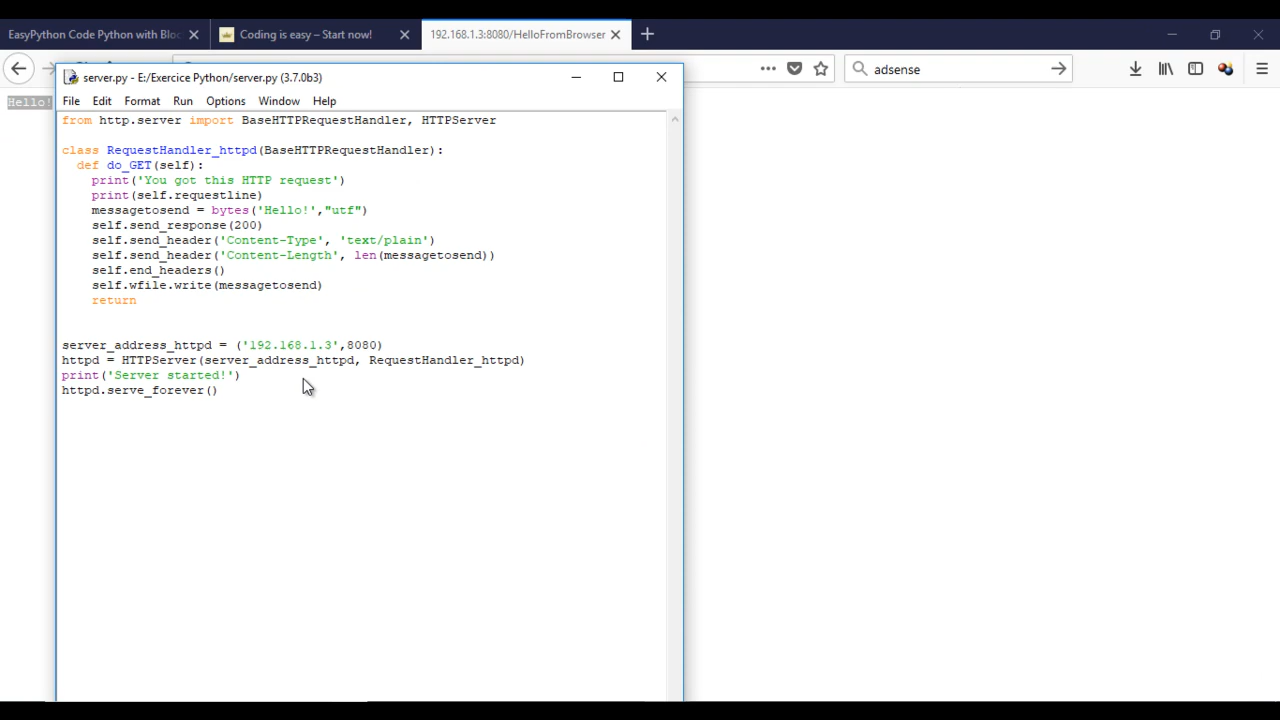 EasyPython Code Python with Bloc
Coding is easy – Start now!
192.168.1.3:8080/HelloFromBrowser
adsense
Hello!
server.py - E:/Exercice Python/server.py (3.7.0b3)
File Edit Format Run Options Window Help
from http.server import BaseHTTPRequestHandler, HTTPServer
class RequestHandler_httpd(BaseHTTPRequestHandler):
  def do_GET(self):
    print('You got this HTTP request')
    print(self.requestline)
    messagetosend = bytes('Hello!',"utf")
    self.send_response(200)
    self.send_header('Content-Type', 'text/plain')
    self.send_header('Content-Length', len(messagetosend))
    self.end_headers()
    self.wfile.write(messagetosend)
    return
server_address_httpd = ('192.168.1.3',8080)
httpd = HTTPServer(server_address_httpd, RequestHandler_httpd)
print('Server started!')
httpd.serve_forever()